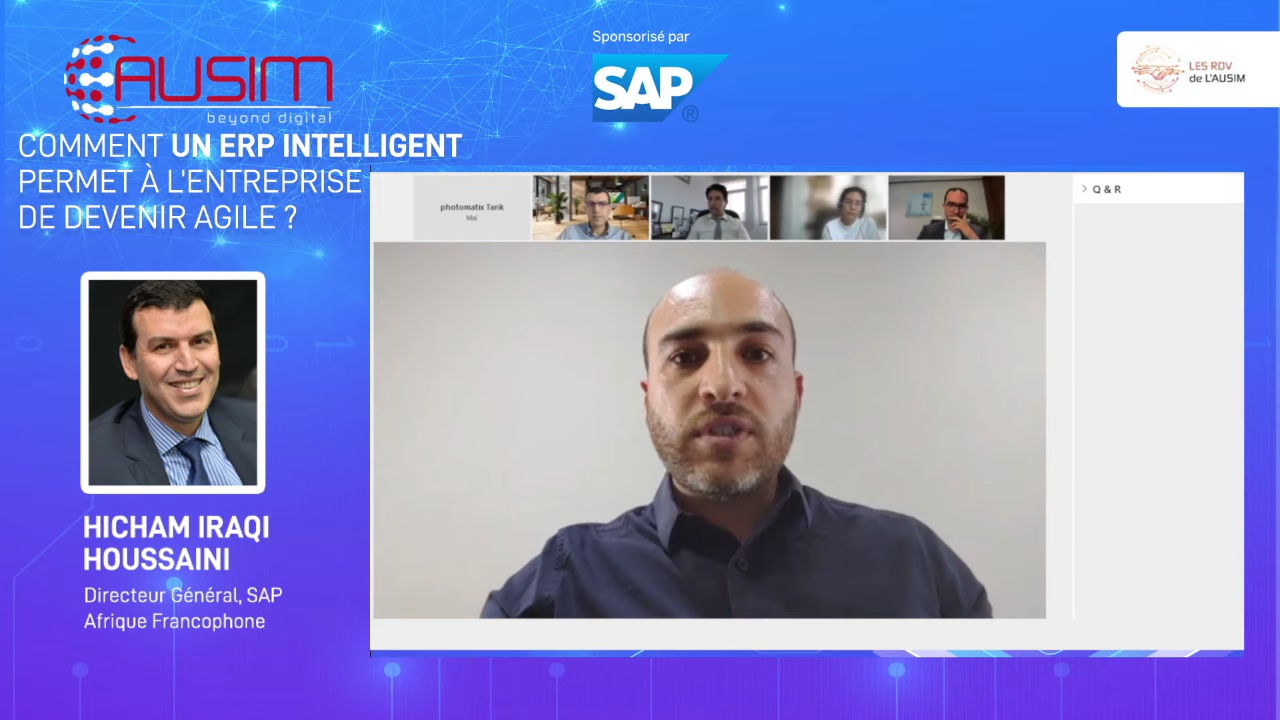 AUSIM
beyond digital
Sponsorisé par
SAP
®
LES RDV
de L'AUSIM
COMMENT UN ERP INTELLIGENT
PERMET À L'ENTREPRISE
DE DEVENIR AGILE ?
photomatix Tarik
Moi
Q & R
HICHAM IRAQI
HOUSSAINI
Directeur Général, SAP
Afrique Francophone